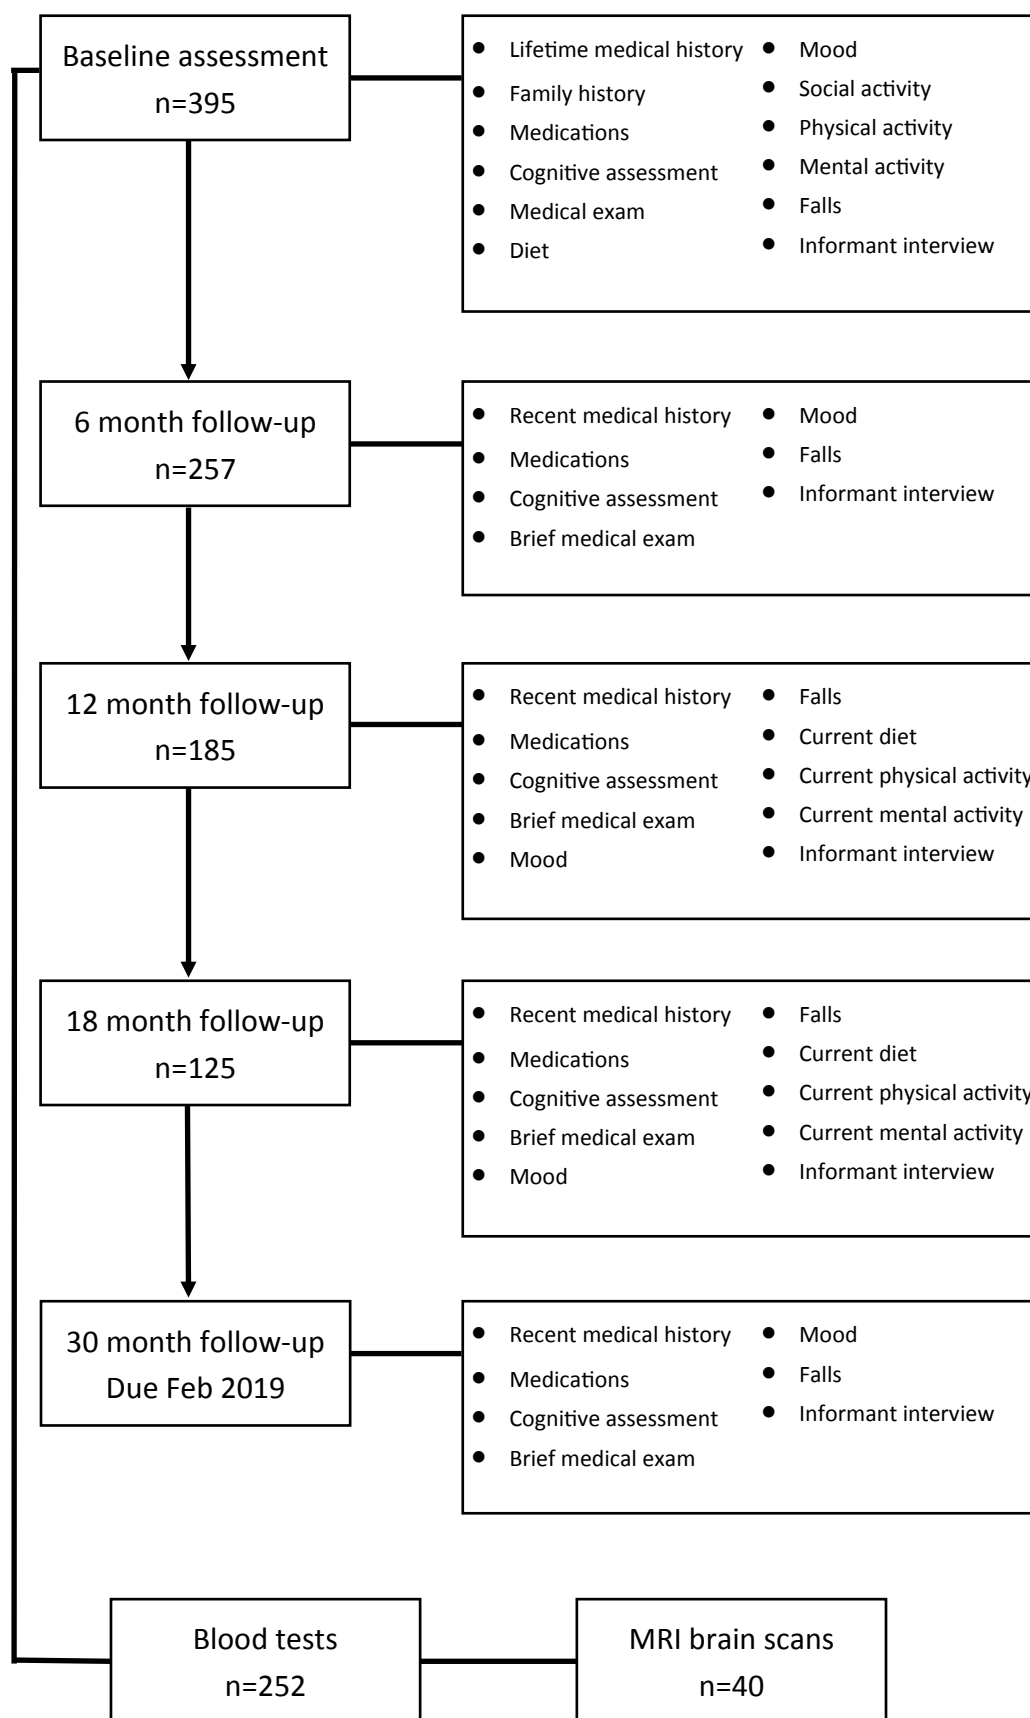 Baseline assessment
n=395
● Lifetime medical history
● Family history
● Medications
● Cognitive assessment
● Medical exam
● Diet
● Mood
● Social activity
● Physical activity
● Mental activity
● Falls
● Informant interview
6 month follow-up
n=257
● Recent medical history
● Medications
● Cognitive assessment
● Brief medical exam
● Mood
● Falls
● Informant interview
12 month follow-up
n=185
● Recent medical history
● Medications
● Cognitive assessment
● Brief medical exam
● Mood
● Falls
● Current diet
● Current physical activity
● Current mental activity
● Informant interview
18 month follow-up
n=125
● Recent medical history
● Medications
● Cognitive assessment
● Brief medical exam
● Mood
● Falls
● Current diet
● Current physical activity
● Current mental activity
● Informant interview
30 month follow-up
Due Feb 2019
● Recent medical history
● Medications
● Cognitive assessment
● Brief medical exam
● Mood
● Falls
● Informant interview
Blood tests
n=252
MRI brain scans
n=40